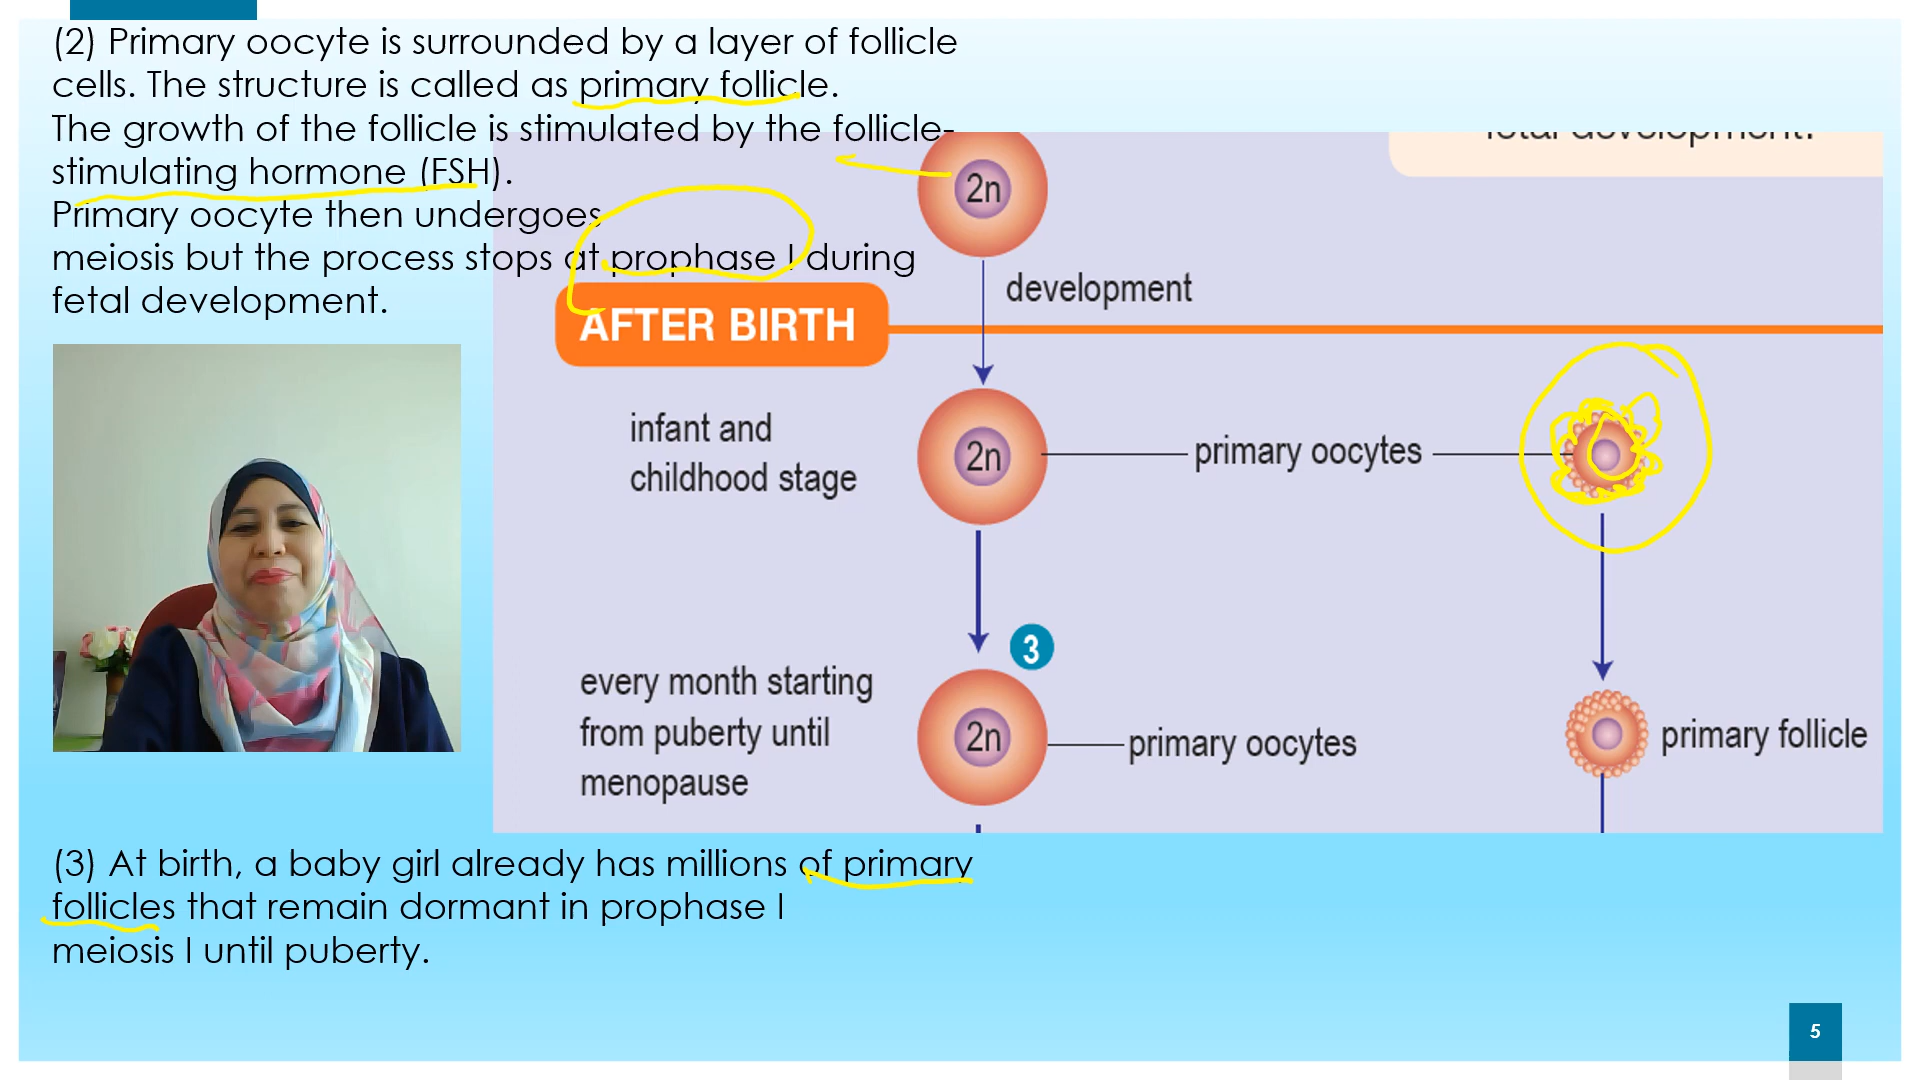 (2) Primary oocyte is surrounded by a layer of follicle
cells. The structure is called as primary follicle.
The growth of the follicle is stimulated by the follicle-
stimulating hormone (FSH).
Primary oocyte then undergoes
meiosis but the process stops at prophase I during
fetal development.
fetal development.
2n
development
AFTER BIRTH
infant and
childhood stage
2n
primary oocytes
3
every month starting
from puberty until
menopause
2n
primary oocytes
primary follicle
(3) At birth, a baby girl already has millions of primary
follicles that remain dormant in prophase I
meiosis I until puberty.
5